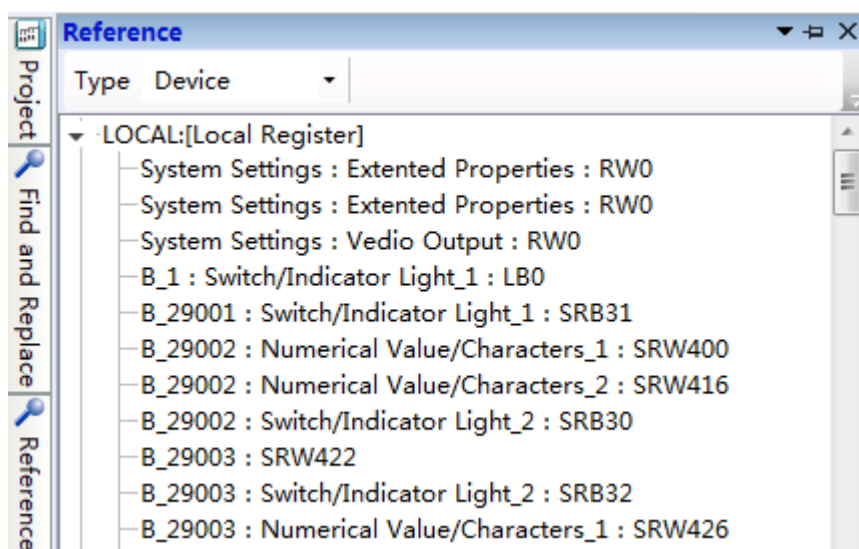 Reference
Type Device
LOCAL:[Local Register]
System Settings : Extented Properties : RW0
System Settings : Extented Properties : RW0
System Settings : Vedio Output : RW0
B_1 : Switch/Indicator Light_1 : LB0
B_29001 : Switch/Indicator Light_1 : SRB31
B_29002 : Numerical Value/Characters_1 : SRW400
B_29002 : Numerical Value/Characters_2 : SRW416
B_29002 : Switch/Indicator Light_2 : SRB30
B_29003 : SRW422
B_29003 : Switch/Indicator Light_2 : SRB32
B_29003 : Numerical Value/Characters_1 : SRW426
Project
Find and Replace
Reference